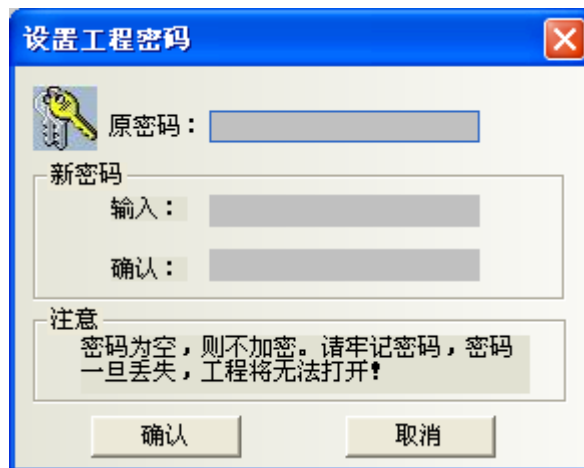 设置工程密码
原密码：
新密码
输入：
确认：
注意
密码为空，则不加密。请牢记密码，密码
一旦丢失，工程将无法打开！
确认 取消